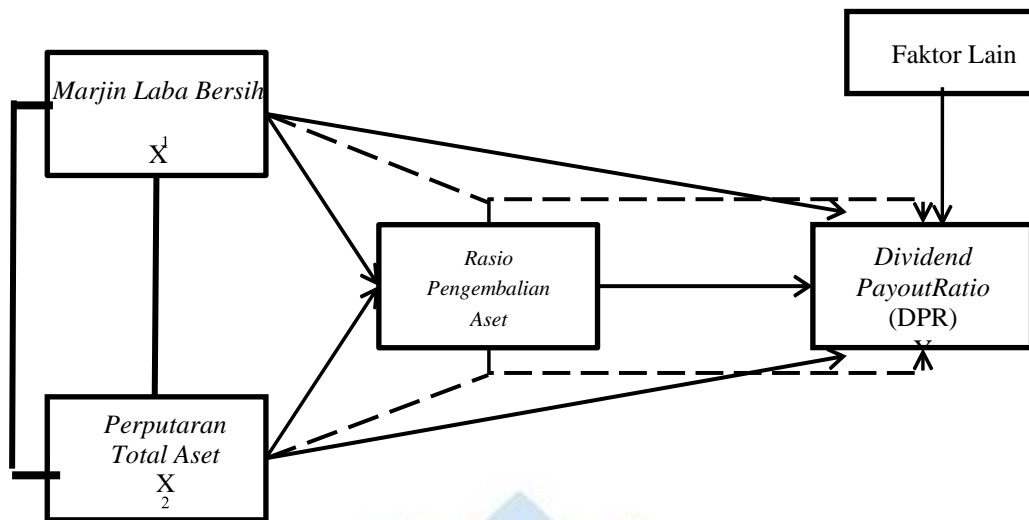 Faktor Lain
Marjin Laba Bersih
X1
Rasio
Pengembalian
Aset
Dividend
PayoutRatio
(DPR)
Perputaran
Total Aset
X
2